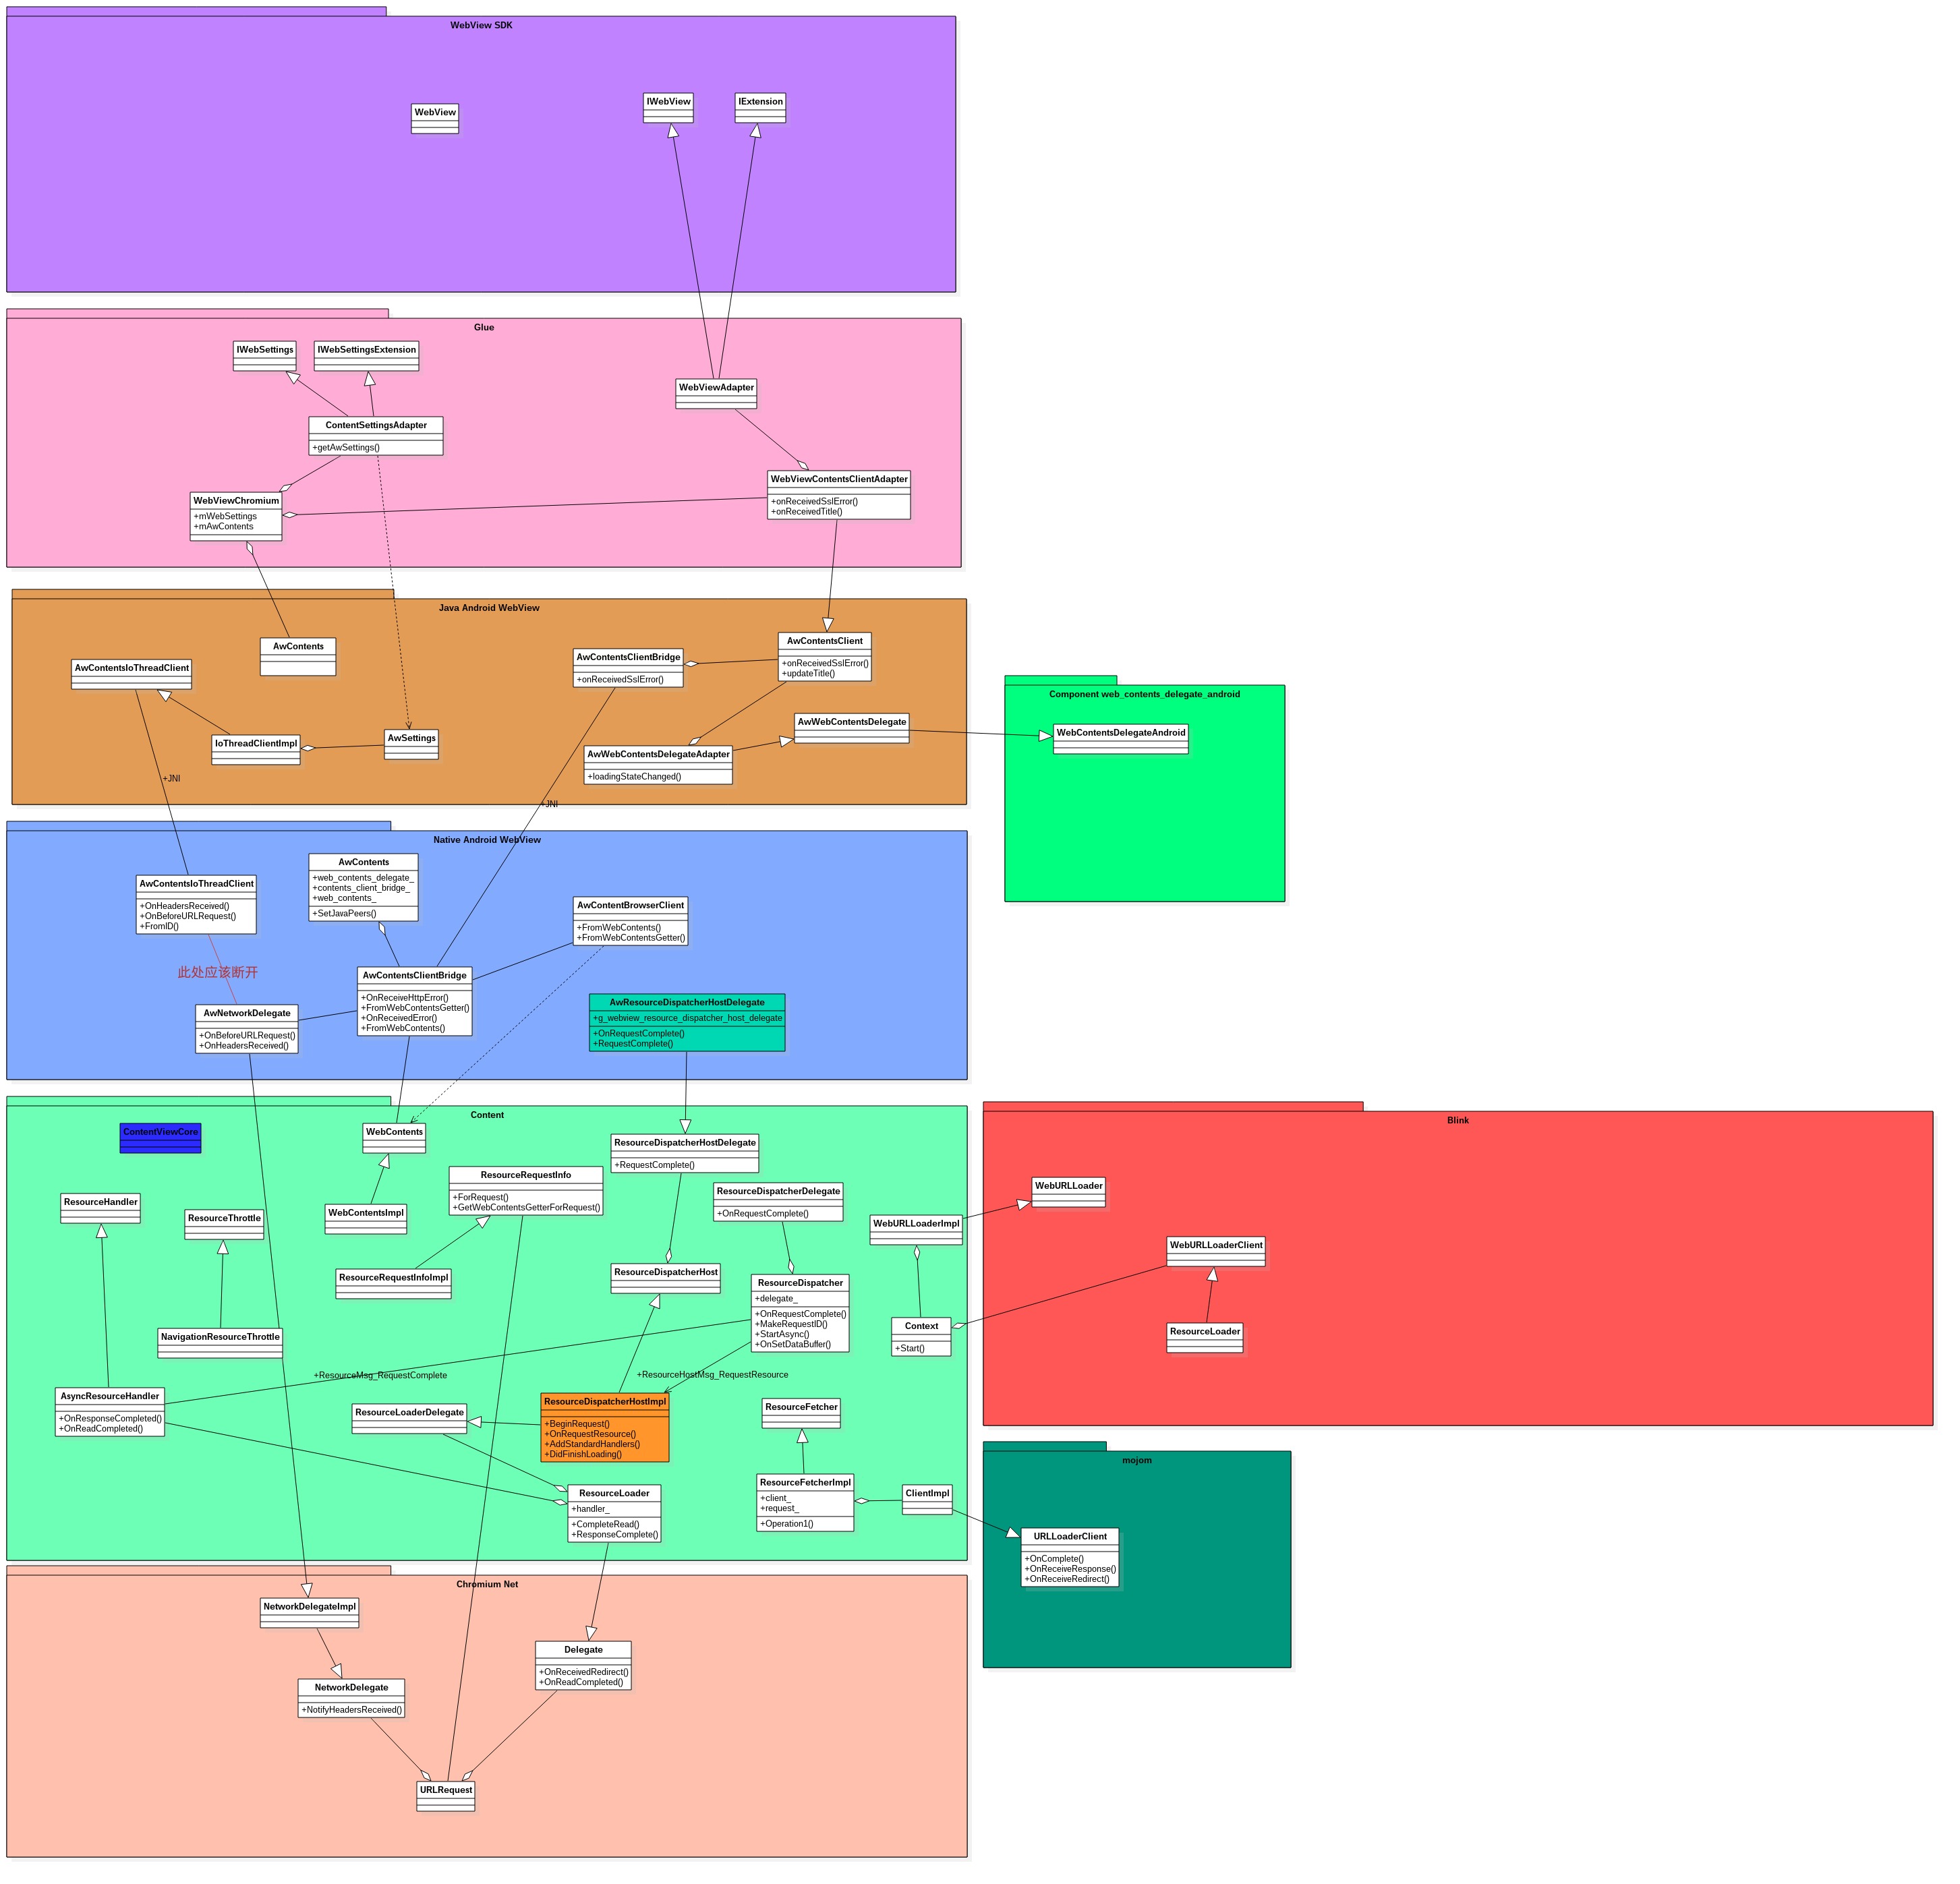 WebView SDK
WebView
IWebView
IExtension
Glue
IWebSettings
IWebSettingsExtension
WebViewAdapter
ContentSettingsAdapter
+getAwSettings()
WebViewContentsClientAdapter
+onReceivedSslError()
+onReceivedTitle()
WebViewChromium
+mWebSettings
+mAwContents
Java Android WebView
AwContents
AwContentsIoThreadClient
AwContentsClientBridge
+onReceivedSslError()
AwContentsClient
+onReceivedSslError()
+updateTitle()
IoThreadClientImpl
AwSettings
AwWebContentsDelegate
AwWebContentsDelegateAdapter
+loadingStateChanged()
+JNI
+JNI
Component web_contents_delegate_android
WebContentsDelegateAndroid
Native Android WebView
AwContents
+web_contents_delegate_
+contents_client_bridge_
+web_contents_
+SetJavaPeers()
AwContentsIoThreadClient
+OnHeadersReceived()
+OnBeforeURLRequest()
+FromID()
AwContentBrowserClient
+FromWebContents()
+FromWebContentsGetter()
此处应该断开
AwContentsClientBridge
+OnReceiveHttpError()
+FromWebContentsGetter()
+OnReceivedError()
+FromWebContents()
AwNetworkDelegate
+OnBeforeURLRequest()
+OnHeadersReceived()
AwResourceDispatcherHostDelegate
+g_webview_resource_dispatcher_host_delegate
+OnRequestComplete()
+RequestComplete()
Content
ContentViewCore
WebContents
ResourceDispatcherHostDelegate
+RequestComplete()
ResourceRequestInfo
+ForRequest()
+GetWebContentsGetterForRequest()
ResourceHandler
ResourceThrottle
WebContentsImpl
ResourceDispatcherDelegate
+OnRequestComplete()
WebURLLoaderImpl
ResourceRequestInfoImpl
ResourceDispatcherHost
ResourceDispatcher
+delegate_
+OnRequestComplete()
+MakeRequestID()
+StartAsync()
+OnSetDataBuffer()
NavigationResourceThrottle
Context
+Start()
+ResourceMsg_RequestComplete
+ResourceHostMsg_RequestResource
AsyncResourceHandler
+OnResponseCompleted()
+OnReadCompleted()
ResourceLoaderDelegate
ResourceDispatcherHostImpl
+BeginRequest()
+OnRequestResource()
+AddStandardHandlers()
+DidFinishLoading()
ResourceFetcher
ResourceLoader
+handler_
+CompleteRead()
+ResponseComplete()
ResourceFetcherImpl
+client_
+request_
+Operation1()
ClientImpl
Blink
WebURLLoader
WebURLLoaderClient
ResourceLoader
mojom
URLLoaderClient
+OnComplete()
+OnReceiveResponse()
+OnReceiveRedirect()
Chromium Net
NetworkDelegateImpl
Delegate
+OnReceivedRedirect()
+OnReadCompleted()
NetworkDelegate
+NotifyHeadersReceived()
URLRequest